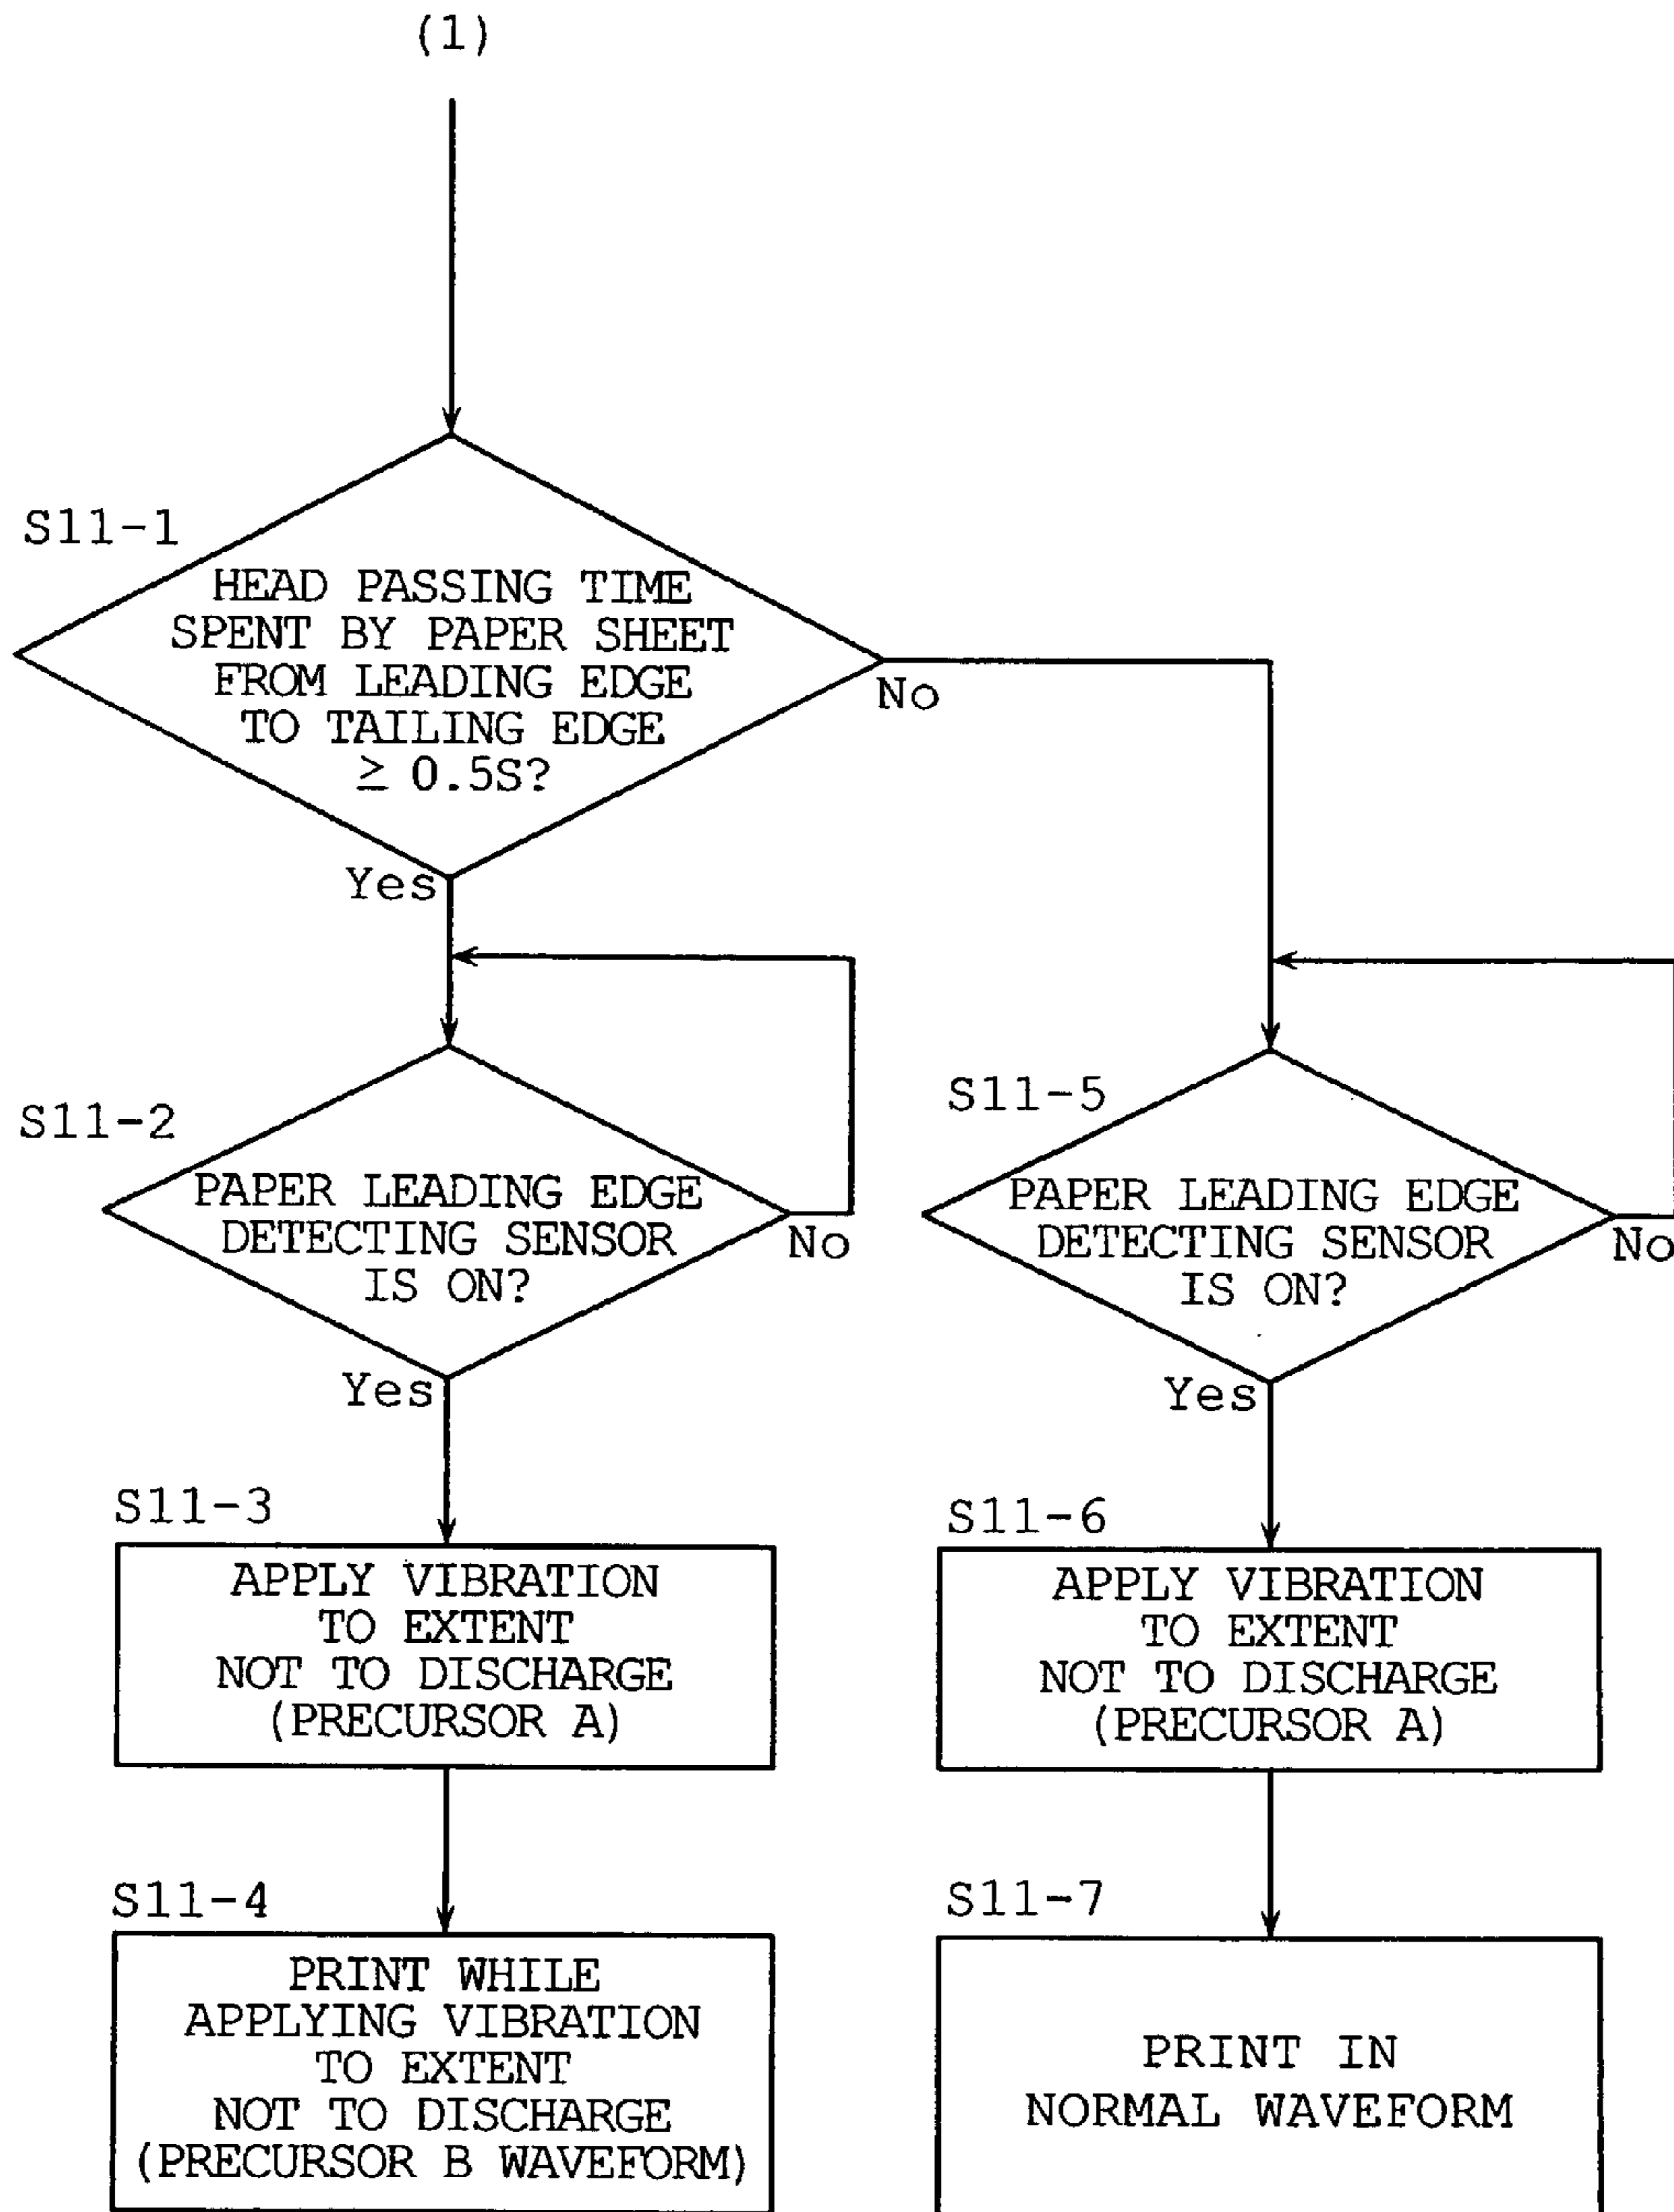 (1)
S11-1
HEAD PASSING TIME
SPENT BY PAPER SHEET
FROM LEADING EDGE
TO TAILING EDGE
≥ 0.5S?
No
Yes
S11-2
PAPER LEADING EDGE
DETECTING SENSOR
IS ON?
No
Yes
S11-3
APPLY VIBRATION
TO EXTENT
NOT TO DISCHARGE
(PRECURSOR A)
S11-4
PRINT WHILE
APPLYING VIBRATION
TO EXTENT
NOT TO DISCHARGE
(PRECURSOR B WAVEFORM)
S11-5
PAPER LEADING EDGE
DETECTING SENSOR
IS ON?
No
Yes
S11-6
APPLY VIBRATION
TO EXTENT
NOT TO DISCHARGE
(PRECURSOR A)
S11-7
PRINT IN
NORMAL WAVEFORM